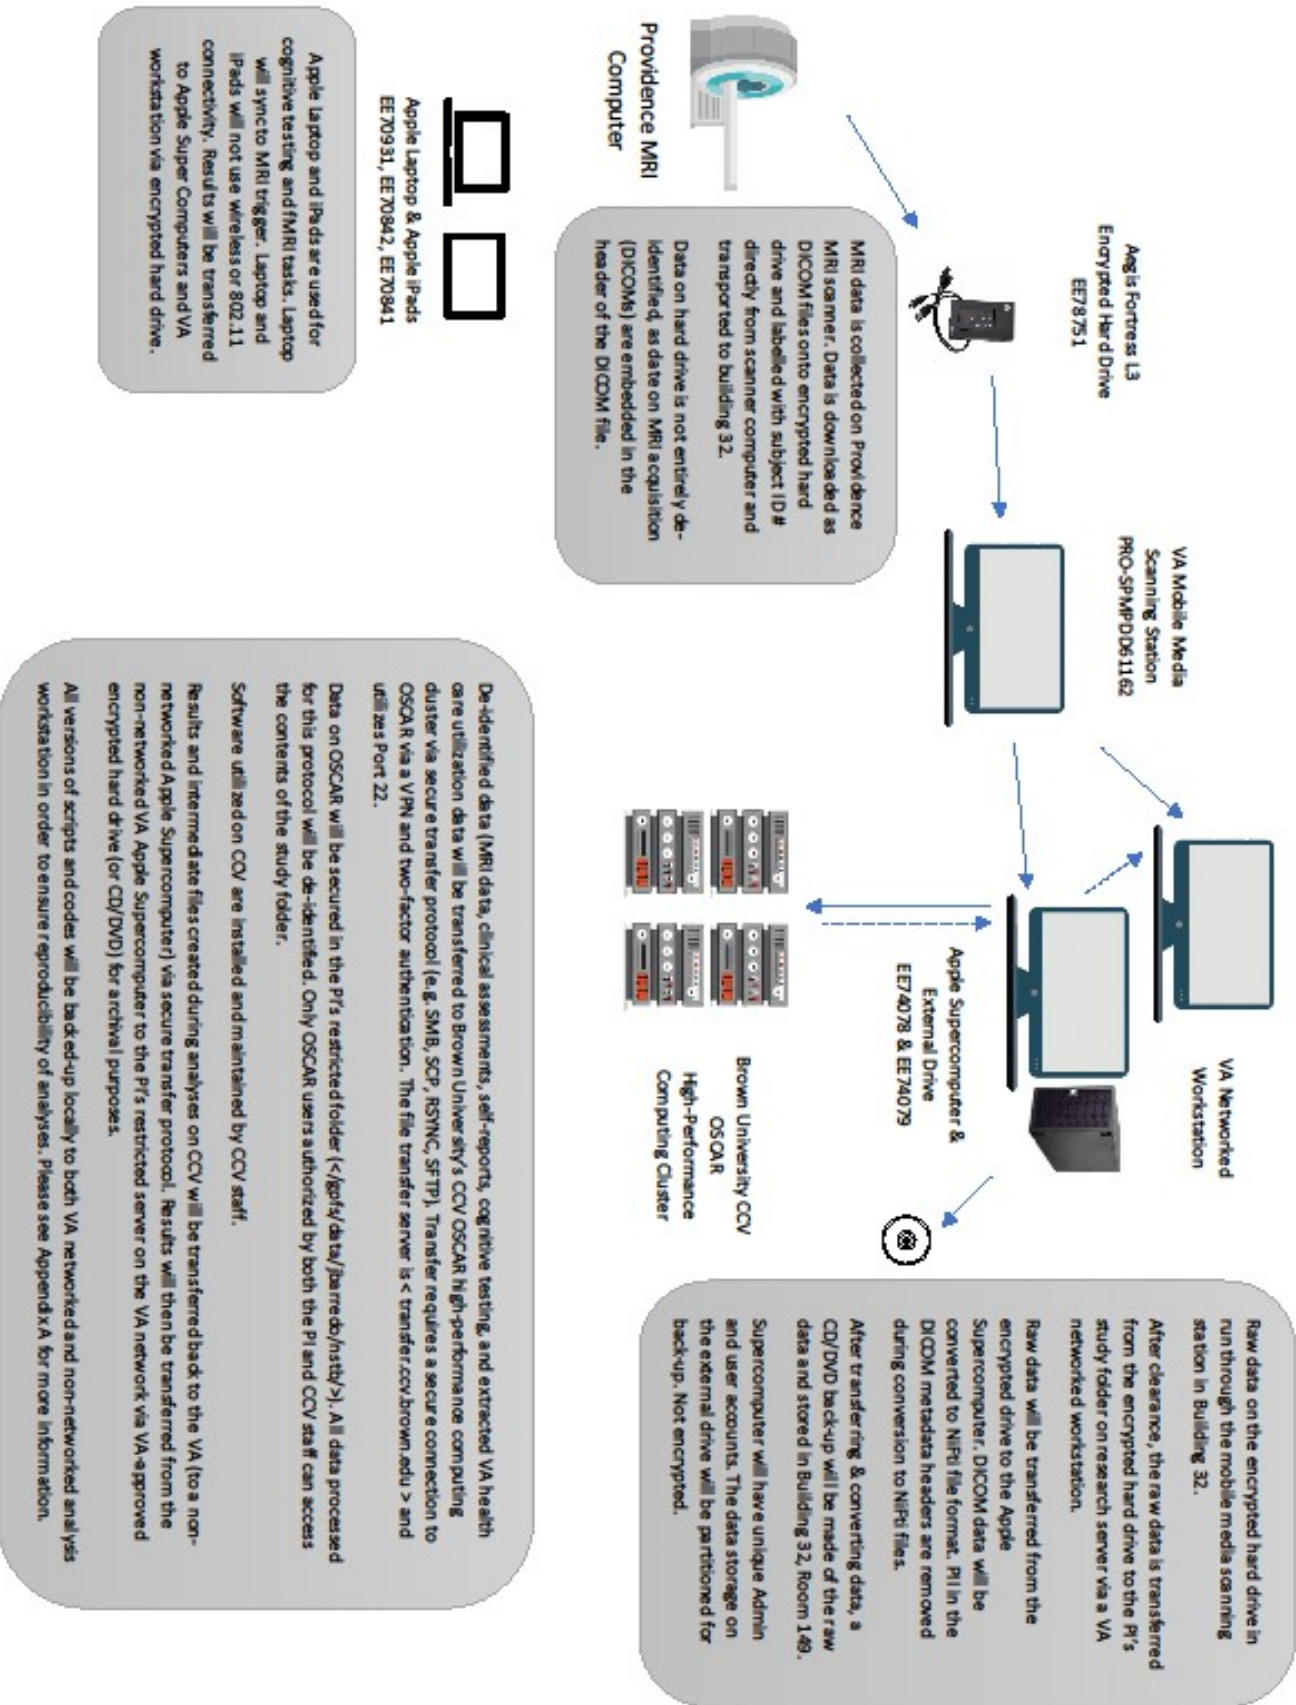 Providence MRI
Computer
Aegis Fortress L3
Encrypted Hard Drive
EE78751
VA Mobile Media
Scanning Station
PRO-SPMPDD61162
VA Networked
Workstation
Apple Supercomputer &
External Drive
EE74078 & EE74079
Brown University CCV
OSCAR
High-Performance
Computing Cluster
MRI data is collected on Providence
MRI scanner. Data is downloaded as
DICOM files onto encrypted hard
drive and labelled with subject ID#
directly from scanner computer and
transported to building 32.
Data on hard drive is not entirely de-
identified, as date on MRI acquisition
(DICOMs) are embedded in the
header of the DICOM file.
Apple Laptop & Apple iPads
EE70931, EE70842, EE70841
Apple Laptop and iPads are used for
cognitive testing and fMRI tasks. Laptop
will sync to MRI trigger. Laptop and
iPads will not use wireless or 802.11
connectivity. Results will be transferred
to Apple Super Computers and VA
workstation via encrypted hard drive.
Raw data on the encrypted hard drive in
run through the mobile media scanning
station in Building 32.
After clearance, the raw data is transferred
from the encrypted hard drive to the PI's
study folder on research server via a VA
networked workstation.
Raw data will be transferred from the
encrypted drive to the Apple
Supercomputer. DICOM data will be
converted to NiFti file format. PII in the
DICOM metadata headers are removed
during conversion to NiFti files.
After transferring & converting data, a
CD/DVD back-up will be made of the raw
data and stored in Building 32, Room 149.
Supercomputer will have unique Admin
and user accounts. The data storage on
the external drive will be partitioned for
back-up. Not encrypted.
De-identified data (MRI data, clinical assessments, self-reports, cognitive testing, and extracted VA health
care utilization data will be transferred to Brown University's CCV OSCAR high-performance computing
cluster via secure transfer protocol (e.g. SMB, SCP, RSYNC, SFTP). Transfer requires a secure connection to
OSCAR via a VPN and two-factor authentication. The file transfer server is < transfer.ccv.brown.edu > and
utilizes Port 22.
Data on OSCAR will be secured in the PI's restricted folder (</gpfs/data/jbarredo/nstb/>). All data processed
for this protocol will be de-identified. Only OSCAR users authorized by both the PI and CCV staff can access
the contents of the study folder.
Software utilized on CCV are installed and maintained by CCV staff.
Results and intermediate files created during analyses on CCV will be transferred back to the VA (to a non-
networked Apple Supercomputer) via secure transfer protocol. Results will then be transferred from the
non-networked VA Apple Supercomputer to the PI's restricted server on the VA network via VA-approved
encrypted hard drive (or CD/DVD) for archival purposes.
All versions of scripts and codes will be backed-up locally to both VA networked and non-networked analysis
workstation in order to ensure reproducibility of analyses. Please see Appendix A for more information.